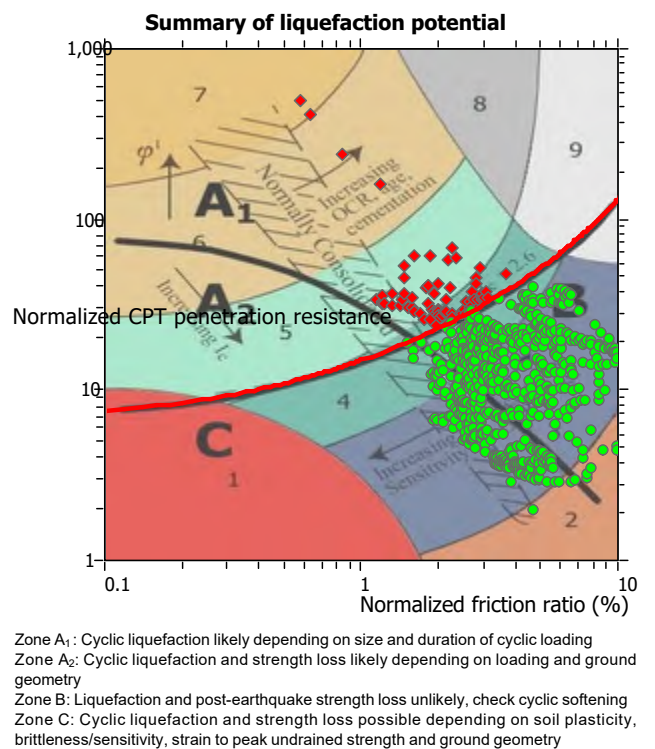 Summary of liquefaction potential
1,000
7
8
9
φ'
Increasing
OCR, age,
cementation
Normally Consolidated
A1
100
6
2.6
A2
B
Increasing Ic
Normalized CPT penetration resistance
5
10
4
C
1
Increasing
Sensitivity
2
1
0.1
1
10
Normalized friction ratio (%)
Zone A1: Cyclic liquefaction likely depending on size and duration of cyclic loading
Zone A2: Cyclic liquefaction and strength loss likely depending on loading and ground
geometry
Zone B: Liquefaction and post-earthquake strength loss unlikely, check cyclic softening
Zone C: Cyclic liquefaction and strength loss possible depending on soil plasticity,
brittleness/sensitivity, strain to peak undrained strength and ground geometry